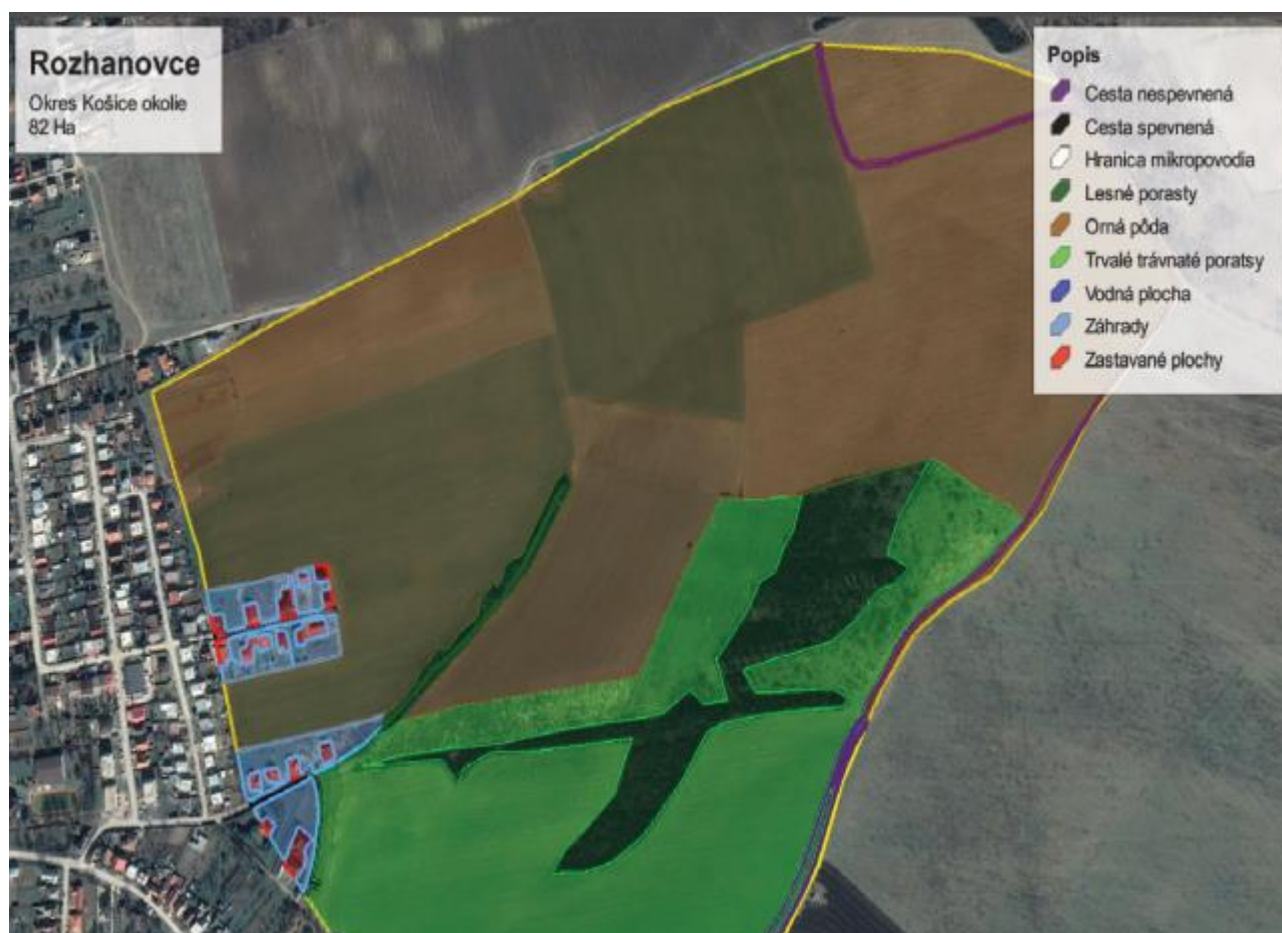 Rozhanovce
Okres Košice okolie
82 Ha
Popis
Cesta nespevnená
Cesta spevnená
Hranica mikropovodia
Lesné porasty
Orná pôda
Trvalé trávnaté poratsy
Vodná plocha
Záhrady
Zastavané plochy